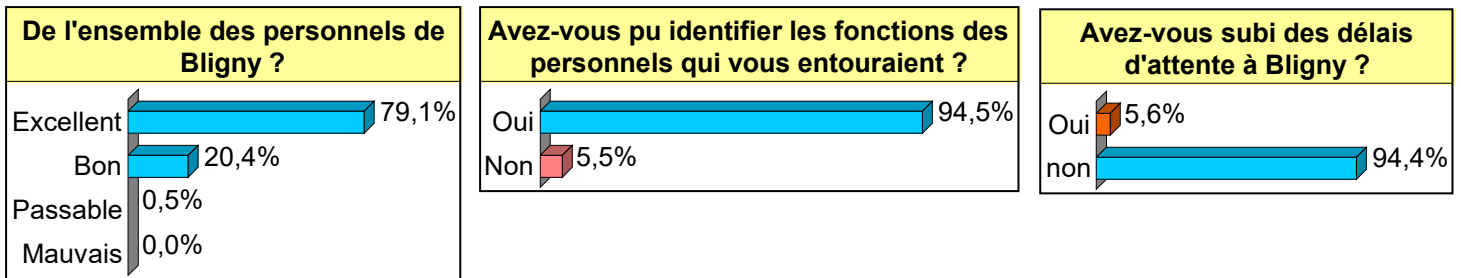 De l'ensemble des personnels de
Bligny ?
Excellent 79,1%
Bon 20,4%
Passable 0,5%
Mauvais 0,0%
Avez-vous pu identifier les fonctions des
personnels qui vous entouraient ?
Oui 94,5%
Non 5,5%
Avez-vous subi des délais
d'attente à Bligny ?
Oui 5,6%
non 94,4%